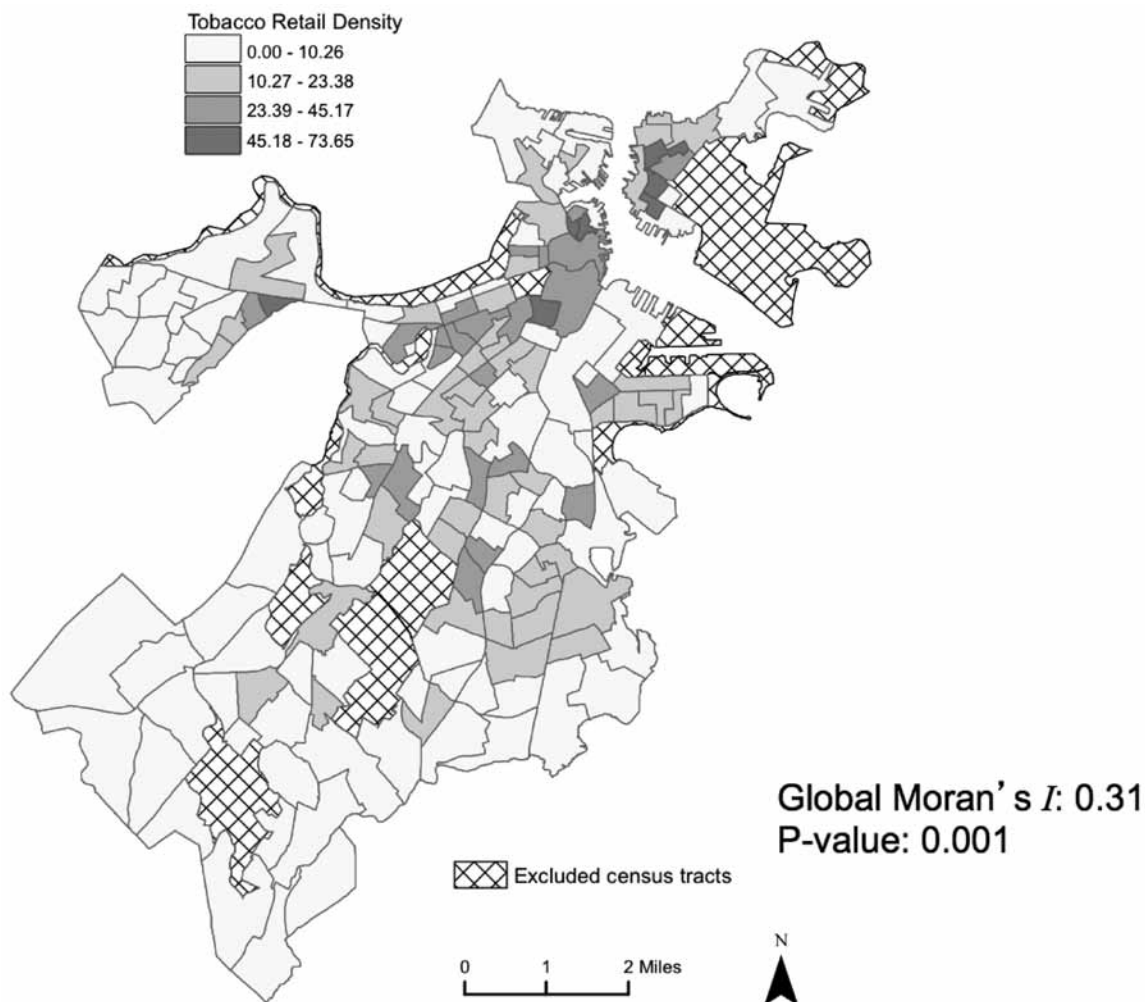 Tobacco Retail Density
0.00 - 10.26
10.27 - 23.38
23.39 - 45.17
45.18 - 73.65
Global Moran's I: 0.31
P-value: 0.001
Excluded census tracts
0 1 2 Miles
N